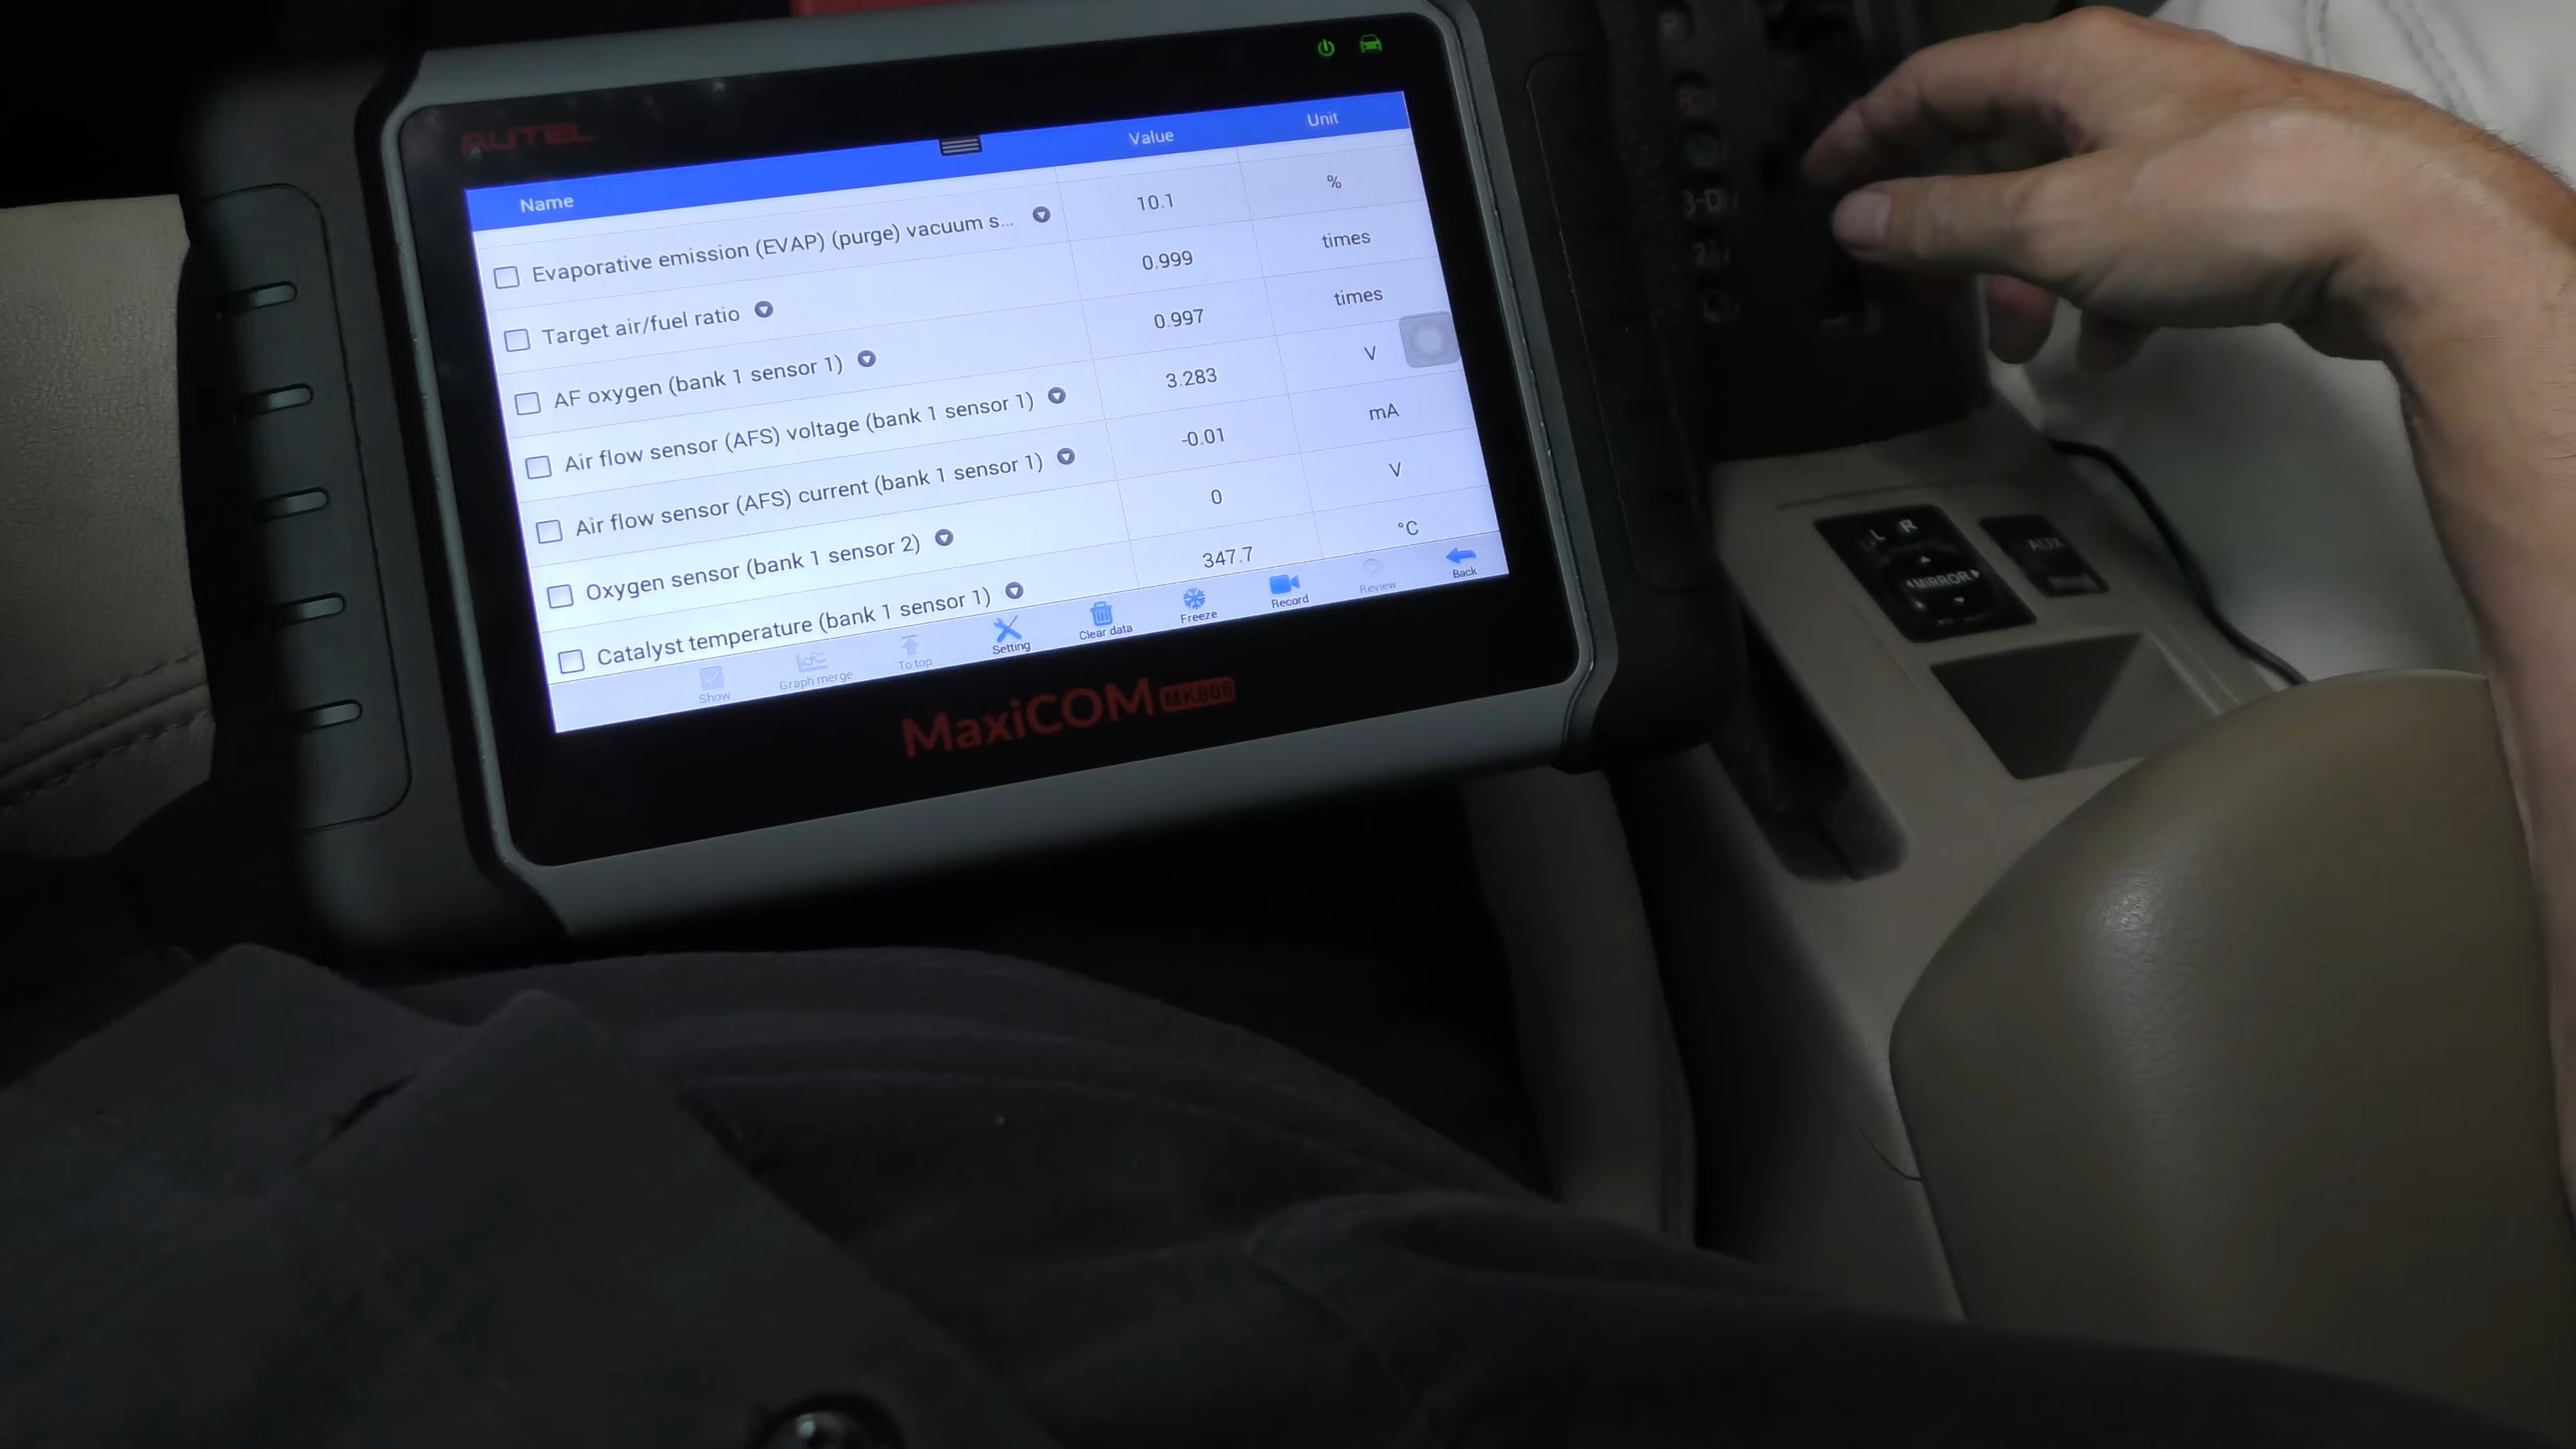 AUTEL
Name Value Unit
Evaporative emission (EVAP) (purge) vacuum s... 10.1 %
Target air/fuel ratio 0.999 times
AF oxygen (bank 1 sensor 1) 0.997 times
Air flow sensor (AFS) voltage (bank 1 sensor 1) 3.283 V
Air flow sensor (AFS) current (bank 1 sensor 1) -0.01 mA
Oxygen sensor (bank 1 sensor 2) 0 V
Catalyst temperature (bank 1 sensor 1) 347.7 °C
Show Graph merge To top Setting Clear data Freeze Record Review Back
MaxiCOM MK808
3-D
2
L R
MIRROR
AUX